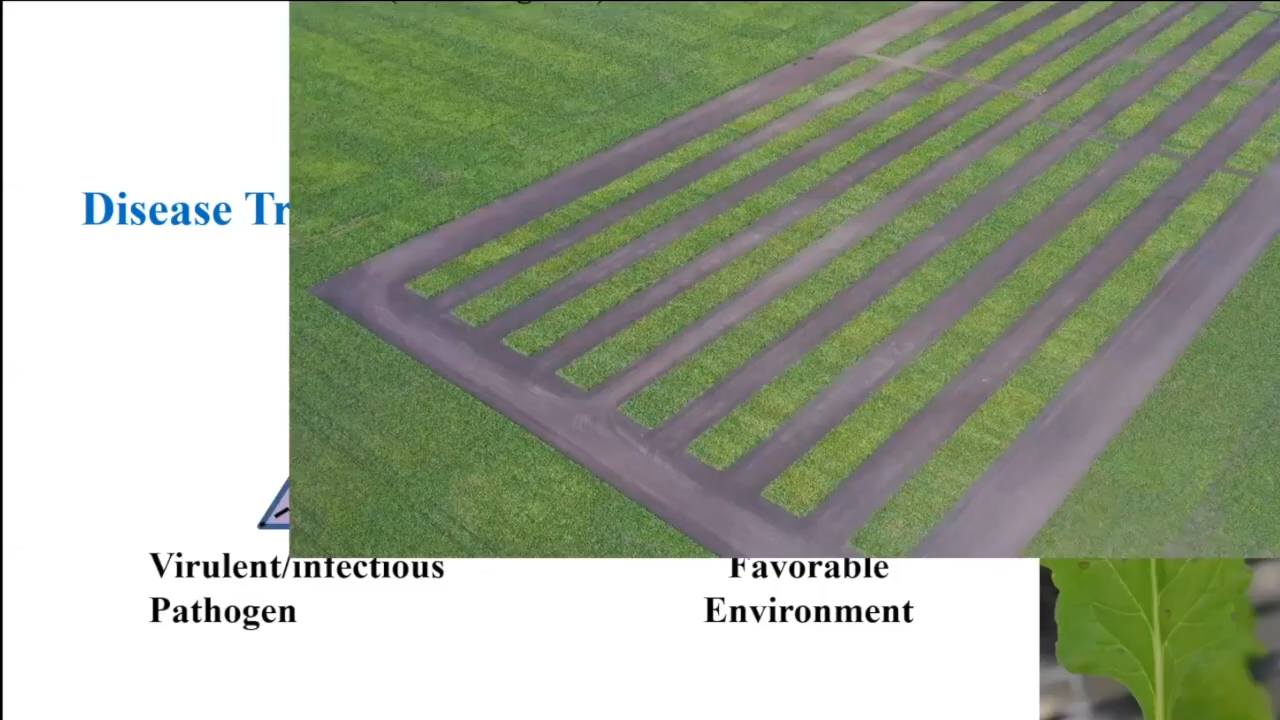 Disease Tr
Virulent/infectious
Pathogen
Favorable
Environment